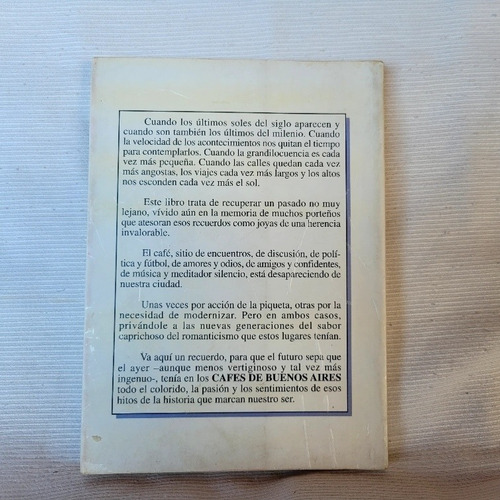 Cuando los últimos soles del siglo aparecen y
cuando son también los últimos del milenio. Cuando
la velocidad de los acontecimientos nos quitan el tiempo
para contemplarlos. Cuando la grandilocuencia es cada
vez más pequeña. Cuando las calles quedan cada vez
más angostas, los viajes cada vez más largos y los altos
nos esconden cada vez más el sol.
Este libro trata de recuperar un pasado no muy
lejano, vívido aún en la memoria de muchos porteños
que atesoran esos recuerdos como joyas de una herencia
invalorable.
El café, sitio de encuentros, de discusión, de polí-
tica y fútbol, de amores y odios, de amigos y confidentes,
de música y meditador silencio, está desapareciendo de
nuestra ciudad.
Unas veces por acción de la piqueta, otras por la
necesidad de modernizar. Pero en ambos casos,
privándole a las nuevas generaciones del sabor
caprichoso del romanticismo que estos lugares tenían.
Va aquí un recuerdo, para que el futuro sepa que
el ayer –aunque menos vertiginoso y tal vez más
ingenuo–, tenía en los CAFES DE BUENOS AIRES
todo el colorido, la pasión y los sentimientos de esos
hitos de la historia que marcan nuestro ser.